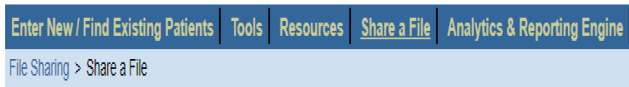 Enter New / Find Existing Patients Tools Resources Share a File Analytics & Reporting Engine
File Sharing > Share a File